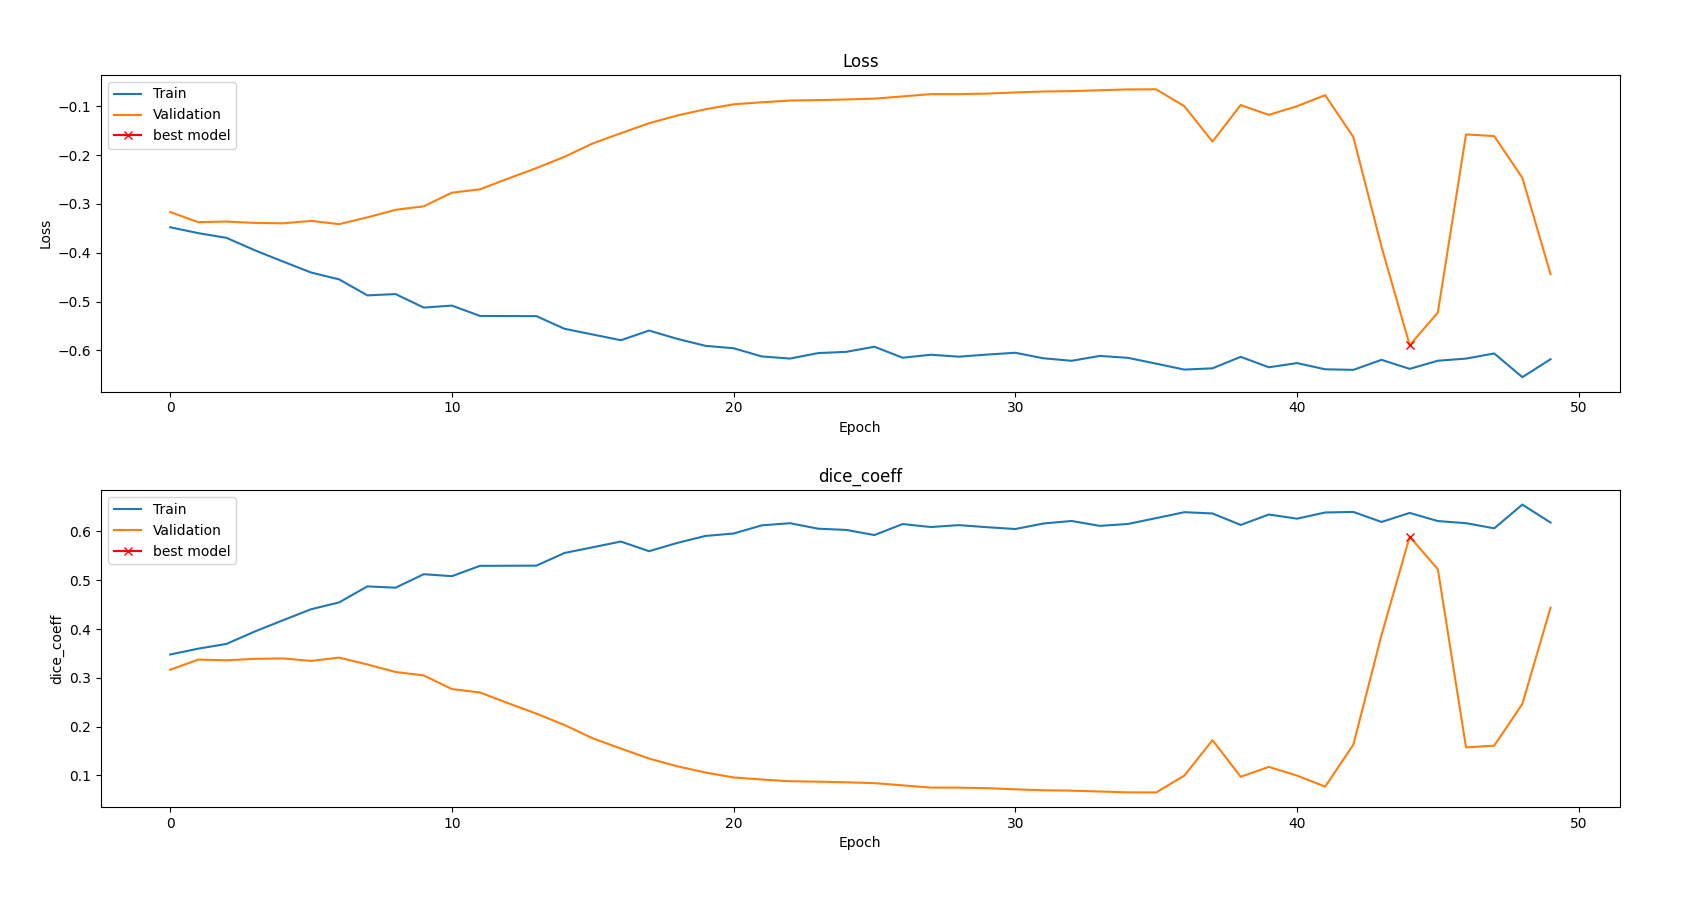 Loss
Train
Validation
best model
−0.1
−0.2
−0.3
−0.4
−0.5
−0.6
Loss
0 10 20 30 40 50
Epoch
dice_coeff
Train
Validation
best model
0.6
0.5
0.4
0.3
0.2
0.1
dice_coeff
0 10 20 30 40 50
Epoch